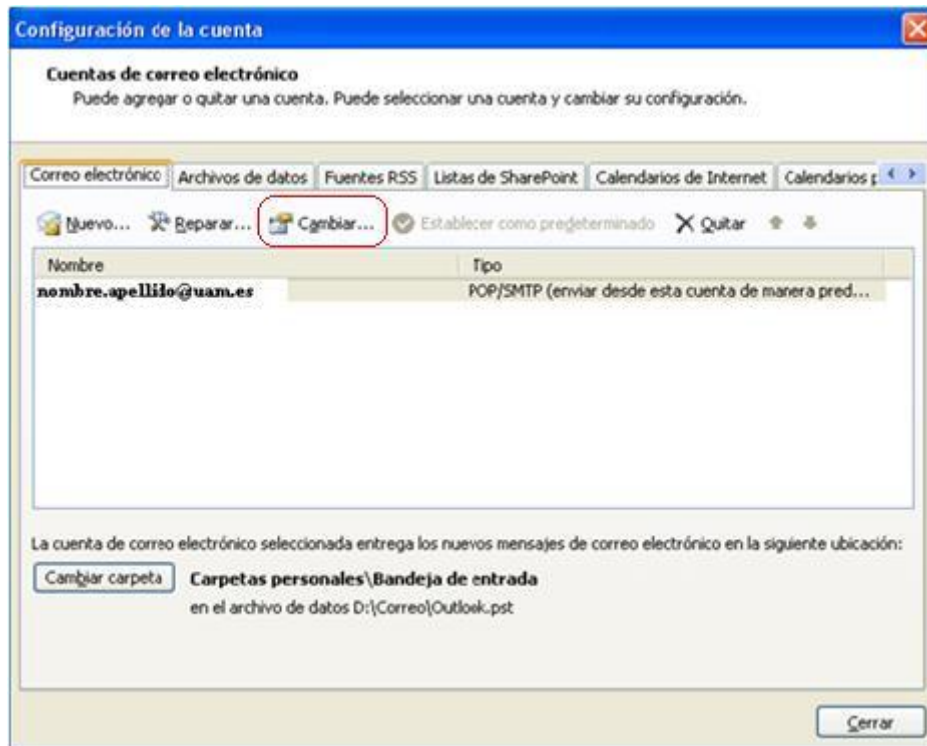 Configuración de la cuenta
Cuentas de correo electrónico
Puede agregar o quitar una cuenta. Puede seleccionar una cuenta y cambiar su configuración.
Correo electrónico Archivos de datos Fuentes RSS Listas de SharePoint Calendarios de Internet Calendarios p
Nuevo... Reparar... Cambiar... Establecer como predeterminado Quitar
Nombre Tipo
nombre.apellido@uam.es POP/SMTP (enviar desde esta cuenta de manera pred...
La cuenta de correo electrónico seleccionada entrega los nuevos mensajes de correo electrónico en la siguiente ubicación:
Cambiar carpeta Carpetas personales\Bandeja de entrada
en el archivo de datos D:\Correo\Outlook.pst
Cerrar